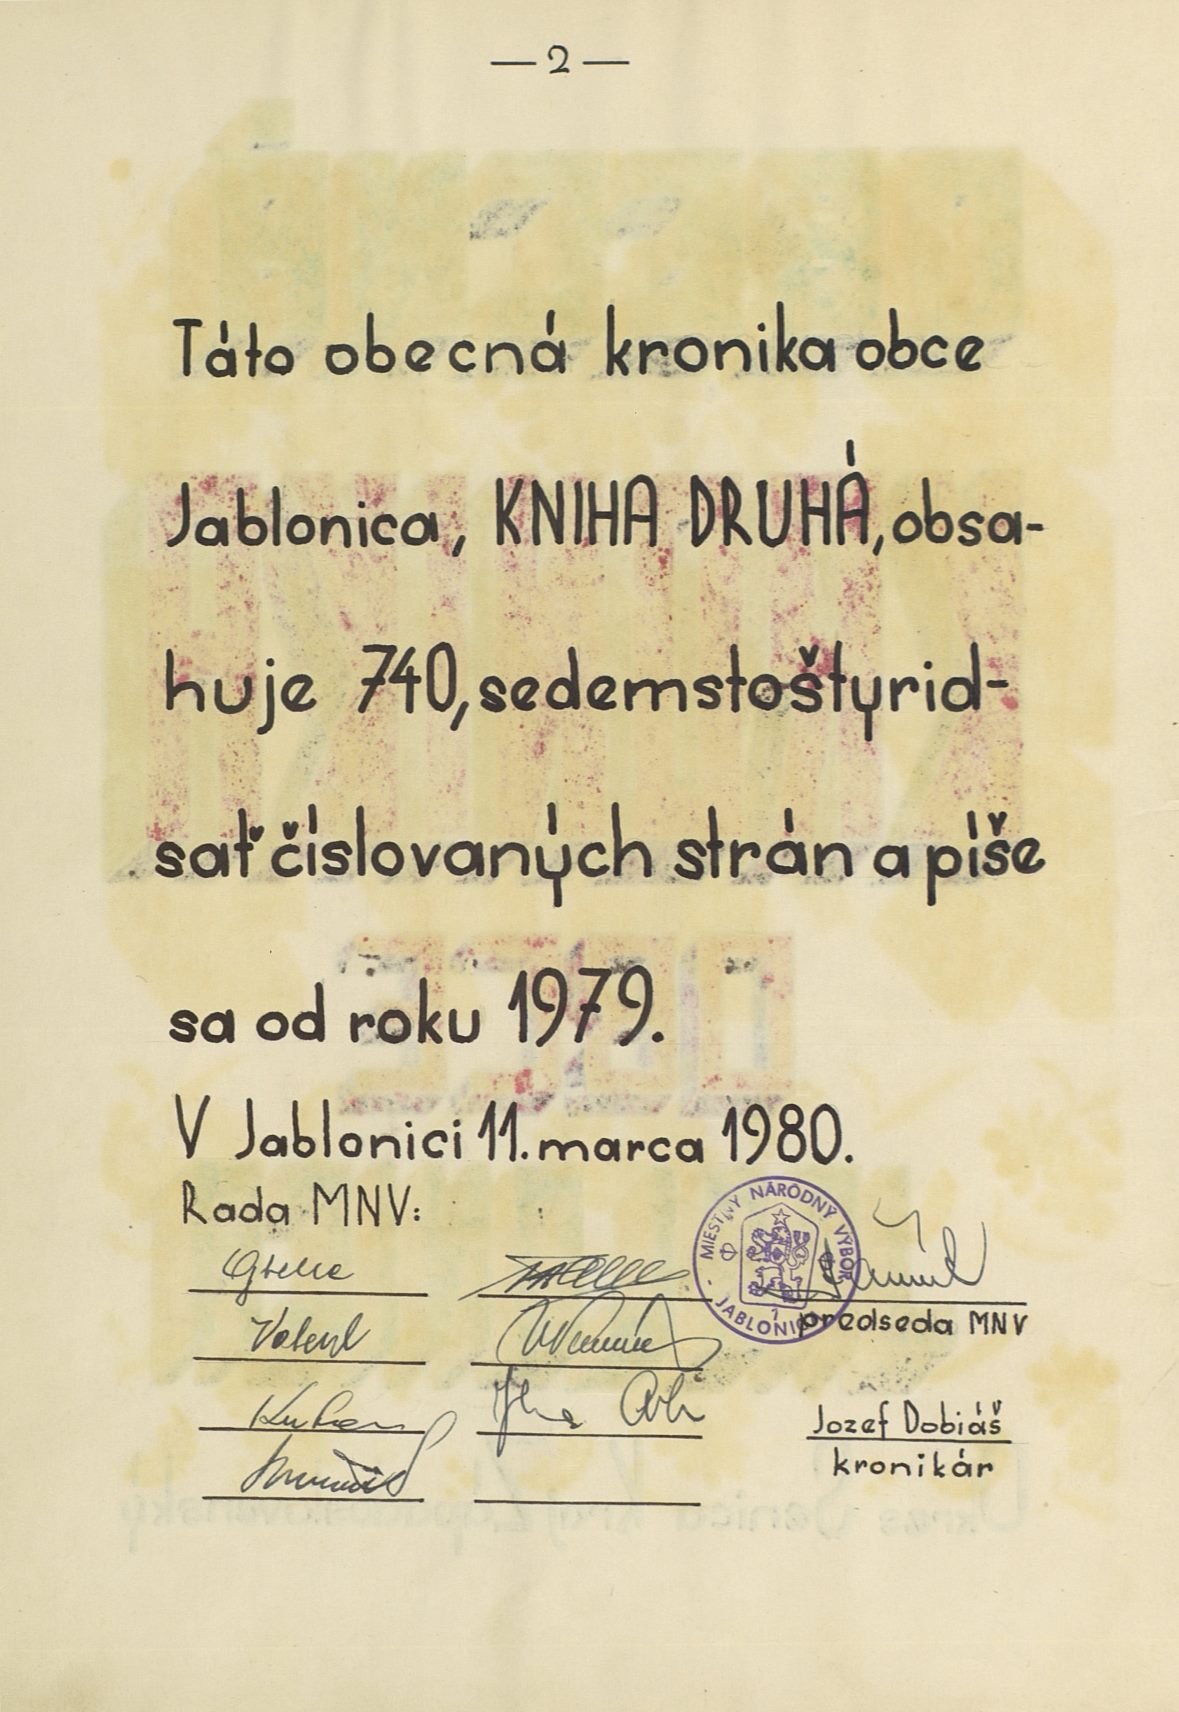 — 2 —
Táto obecná kronika obce
Jablonica, KNIHA DRUHÁ, obsa-
huje 740, sedemstoštyrid-
sať číslovaných strán a píše
sa od roku 1979.
V Jablonici 11. marca 1980.
Rada MNV:
MIESTNY NÁRODNÝ VÝBOR
JABLONICA
1
predseda MNV
Jozef Dobiáš
kronikár